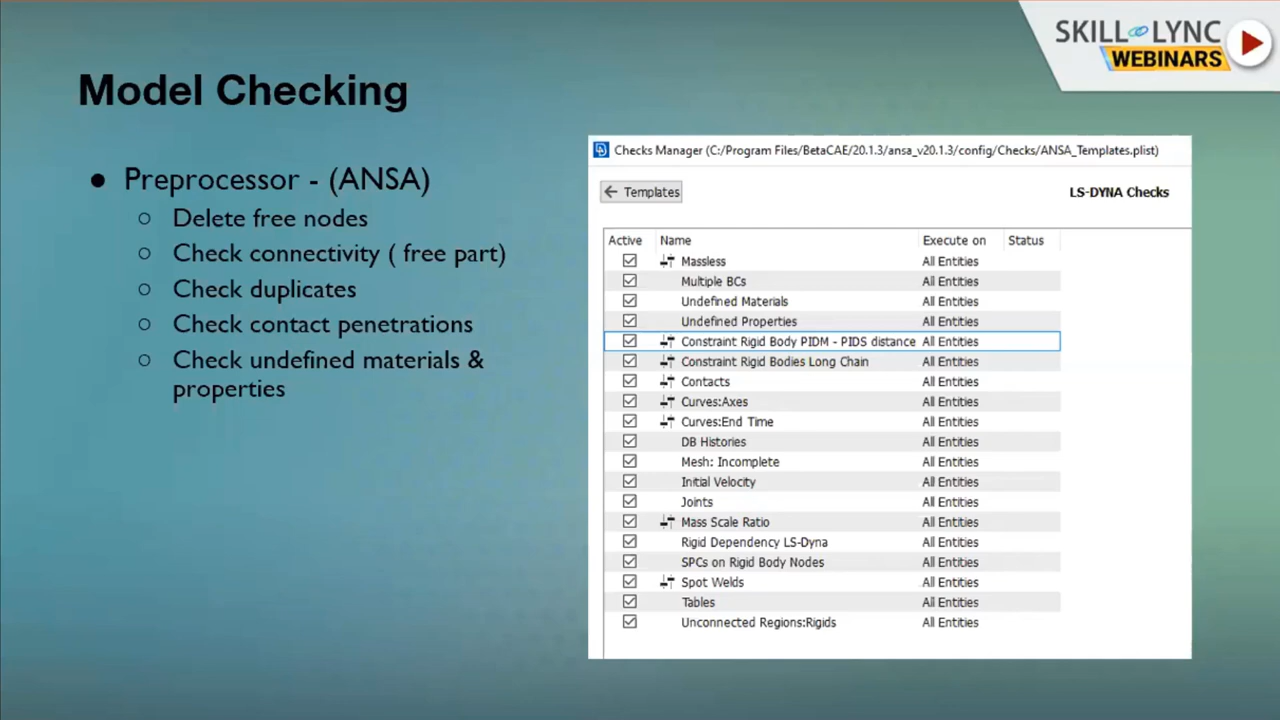 SKILL LYNC
WEBINARS
Model Checking
● Preprocessor - (ANSA)
○ Delete free nodes
○ Check connectivity ( free part)
○ Check duplicates
○ Check contact penetrations
○ Check undefined materials &
properties
Checks Manager (C:/Program Files/BetaCAE/20.1.3/ansa_v20.1.3/config/Checks/ANSA_Templates.plist)
Templates
LS-DYNA Checks
Active Name Execute on Status
Massless All Entities
Multiple BCs All Entities
Undefined Materials All Entities
Undefined Properties All Entities
Constraint Rigid Body PIDM - PIDS distance All Entities
Constraint Rigid Bodies Long Chain All Entities
Contacts All Entities
Curves:Axes All Entities
Curves:End Time All Entities
DB Histories All Entities
Mesh: Incomplete All Entities
Initial Velocity All Entities
Joints All Entities
Mass Scale Ratio All Entities
Rigid Dependency LS-Dyna All Entities
SPCs on Rigid Body Nodes All Entities
Spot Welds All Entities
Tables All Entities
Unconnected Regions:Rigids All Entities